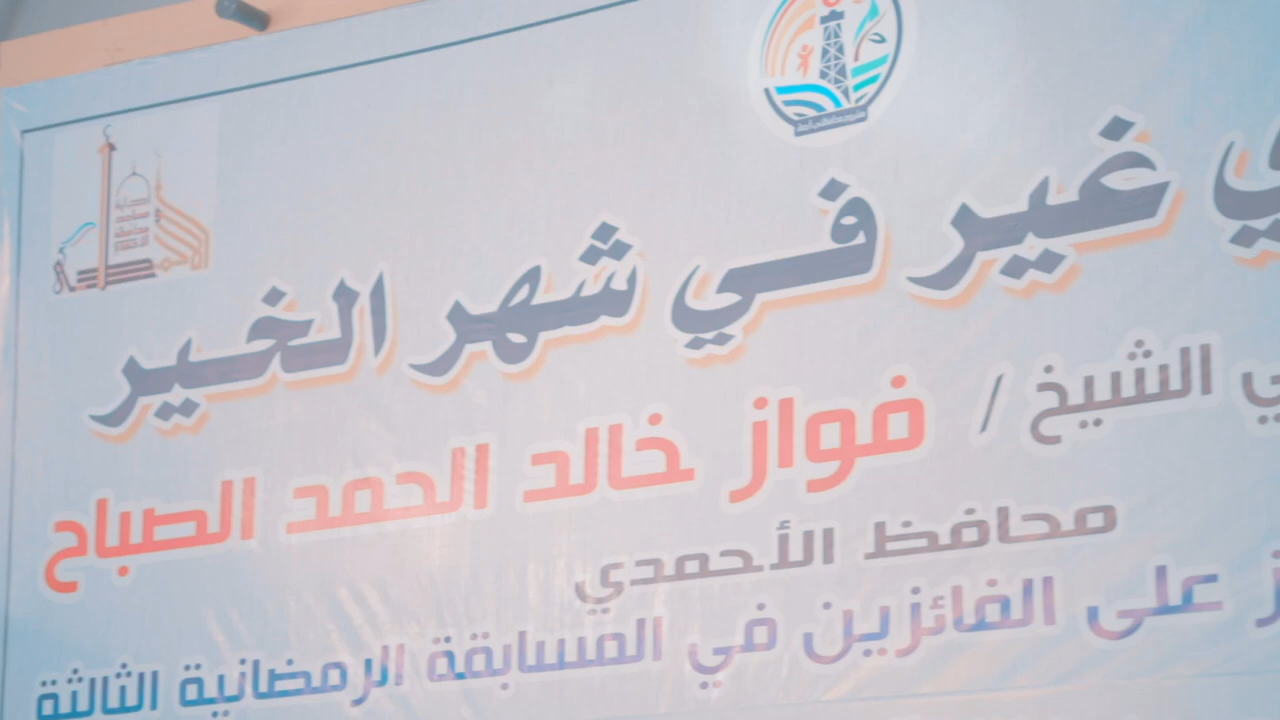 غير في شهر الخير
الشيخ / فواز خالد الحمد الصباح
محافظ الأحمدي
على الفائزين في المسابقة الرمضانية الثالثة